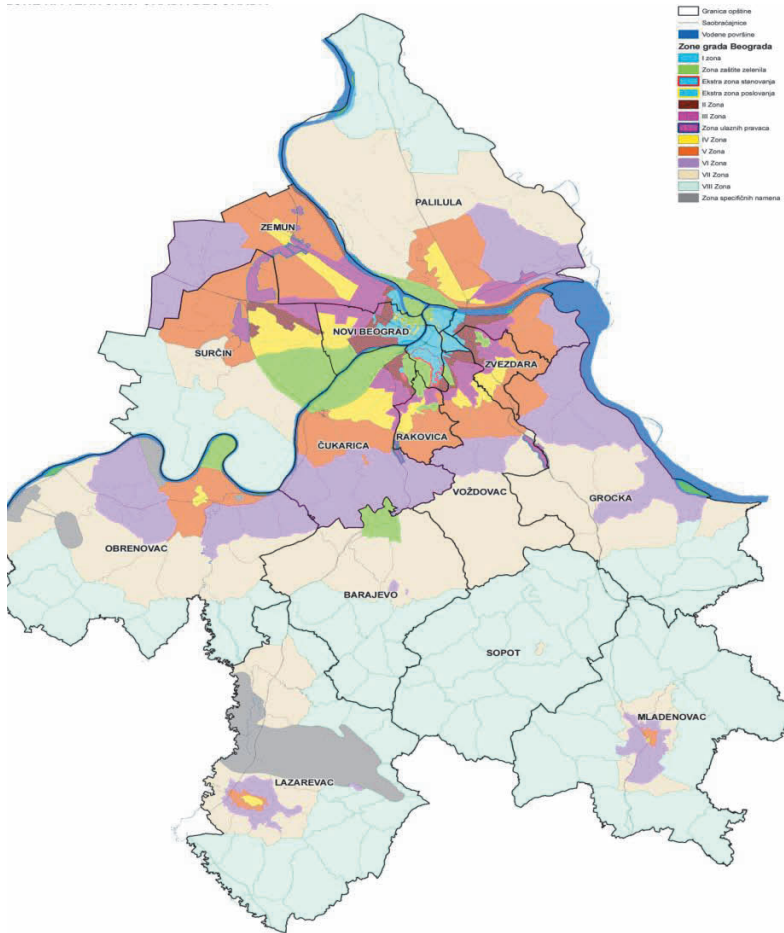 Granica opštine
Saobraćajnice
Vodene površine
Zone grada Beograda
I zona
Zona zaštite zelenila
Ekstra zona stanovanja
Ekstra zona poslovanja
II Zona
III Zona
Zona ulaznih pravaca
IV Zona
V Zona
VI Zone
VII Zona
VIII Zona
Zona specifičnih namena
PALILULA
ZEMUN
NOVI BEOGRAD
SURČIN
ZVEZDARA
ČUKARICA
RAKOVICA
VOŽDOVAC
GROCKA
OBRENOVAC
BARAJEVO
SOPOT
MLADENOVAC
LAZAREVAC